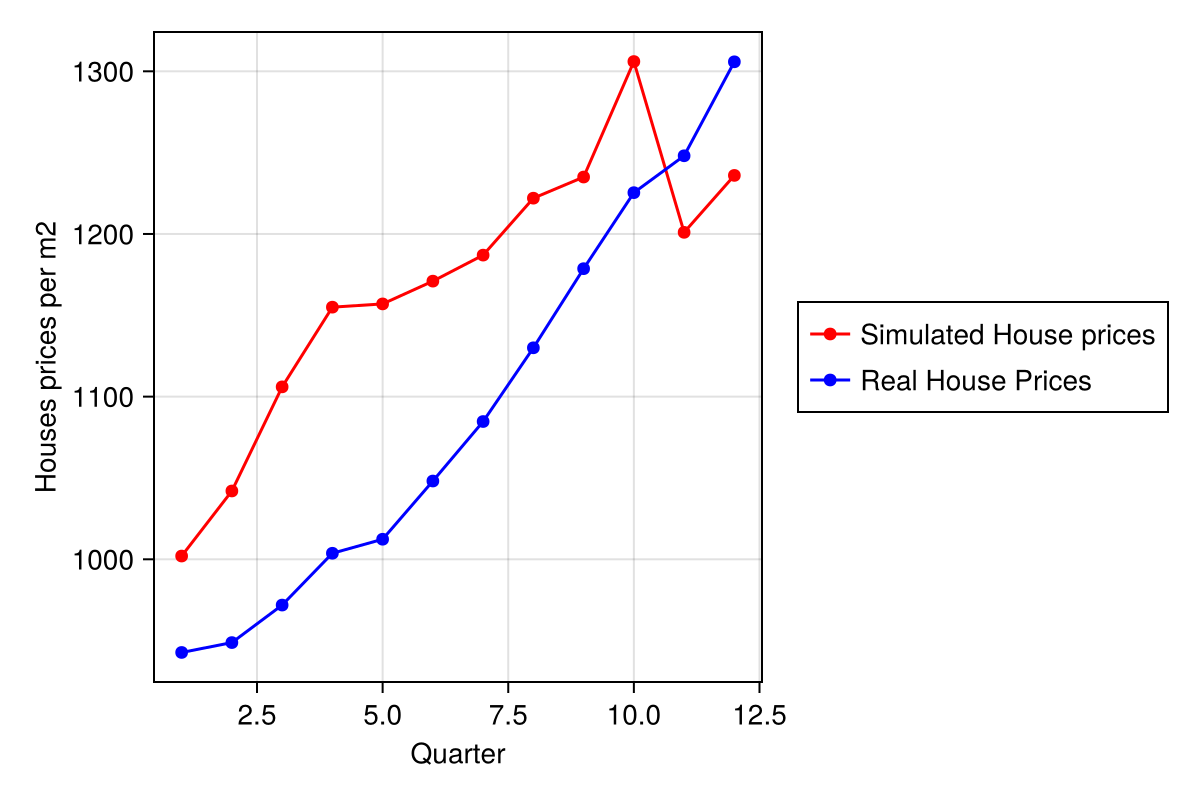 1300
1200
1100
1000
Houses prices per m2
2.5 5.0 7.5 10.0 12.5
Quarter
Simulated House prices
Real House Prices